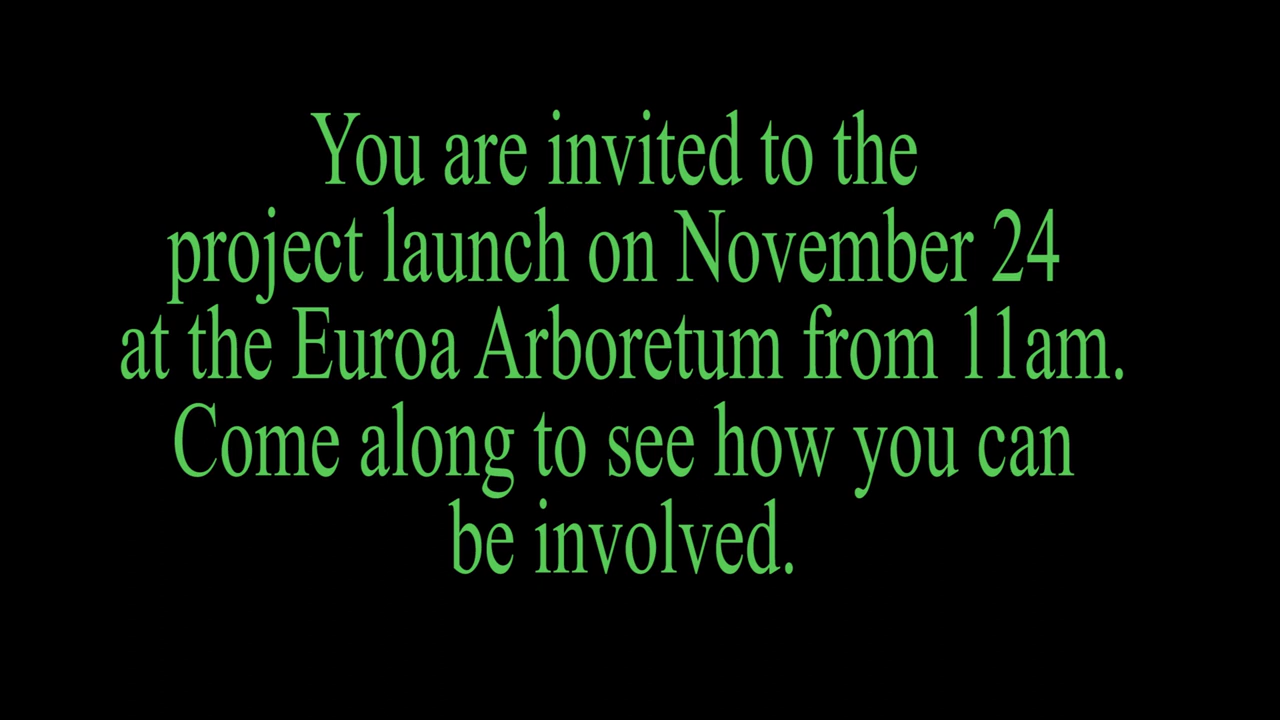 You are invited to the
project launch on November 24
at the Euroa Arboretum from 11am.
Come along to see how you can
be involved.